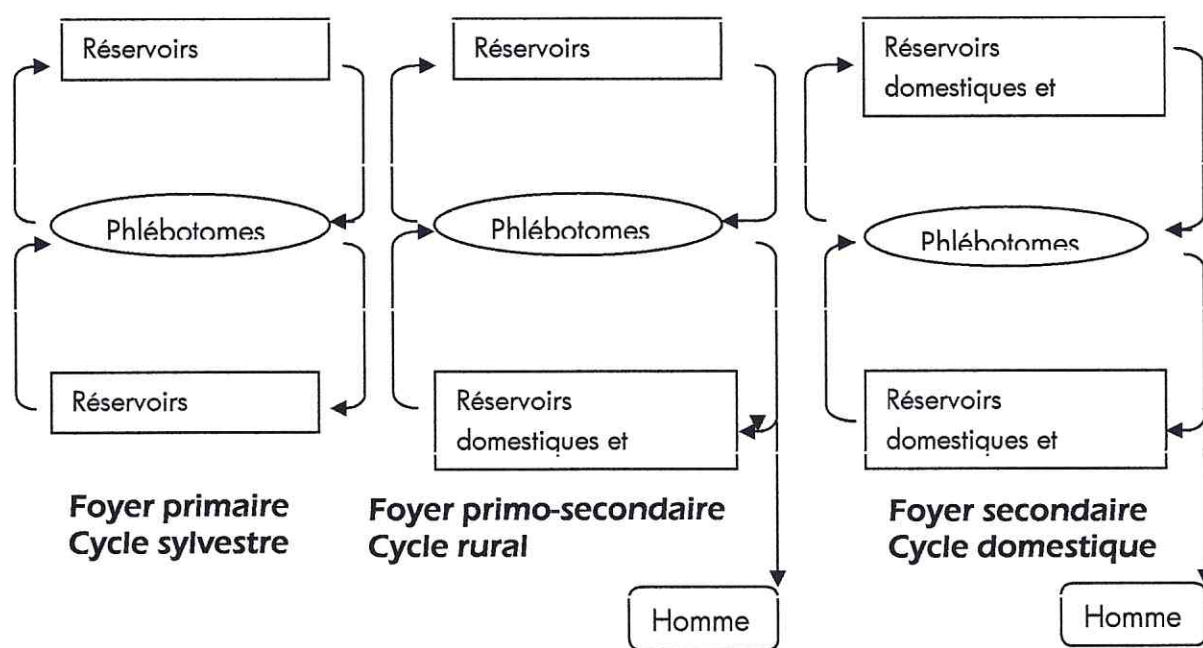 Réservoirs
Phlébotomes
Réservoirs
Foyer primaire
Cycle sylvestre
Réservoirs
Phlébotomes
Réservoirs
domestiques et
Foyer primo-secondaire
Cycle rural
Homme
Réservoirs
domestiques et
Phlébotomes
Réservoirs
domestiques et
Foyer secondaire
Cycle domestique
Homme